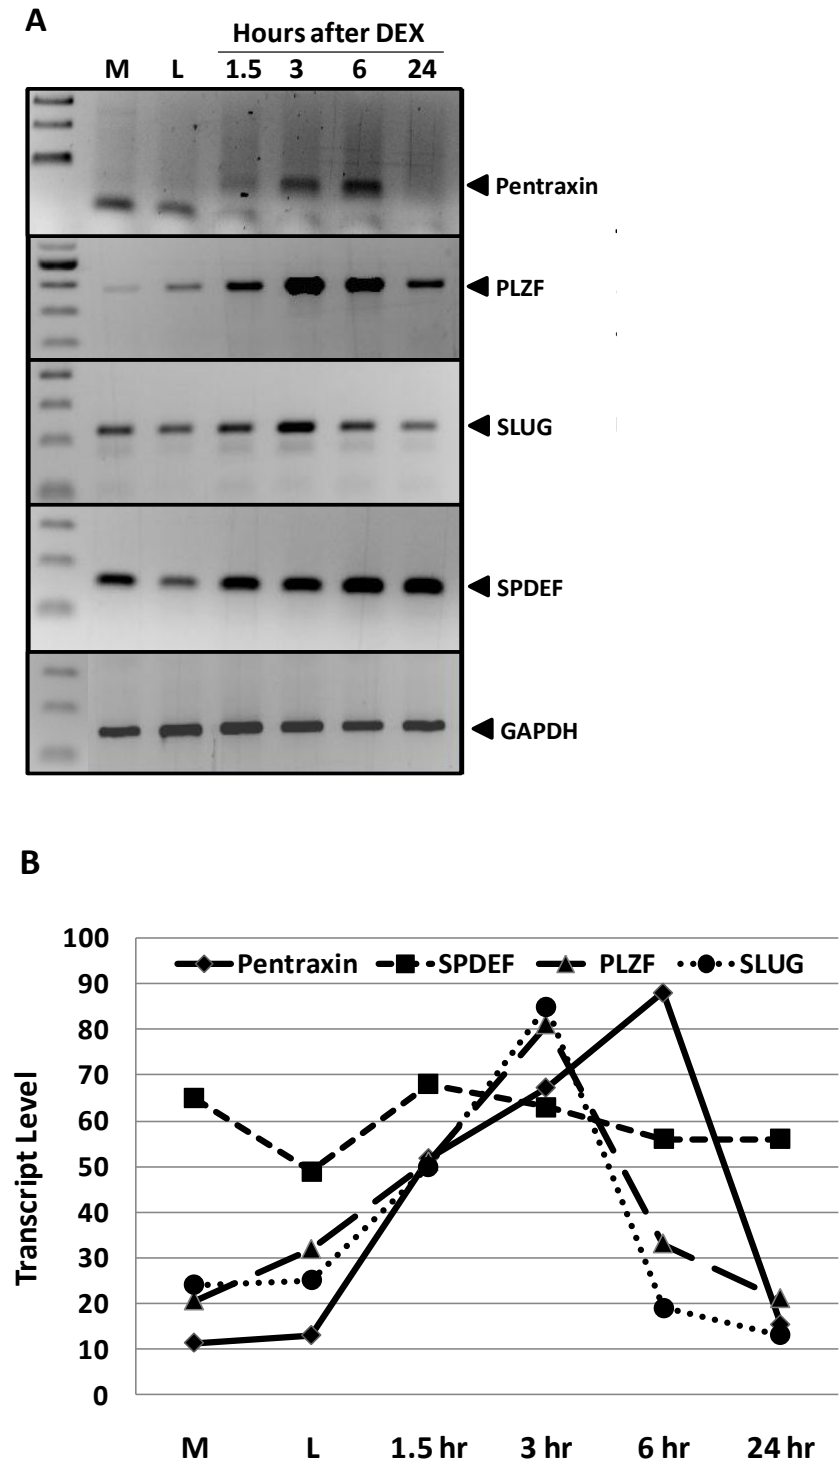 A
Hours after DEX
M L 1.5 3 6 24
Pentraxin
PLZF
SLUG
SPDEF
GAPDH
B
100
Pentraxin SPDEF PLZF SLUG
90
80
70
60
50
40
30
20
10
0
Transcript Level
M L 1.5 hr 3 hr 6 hr 24 hr